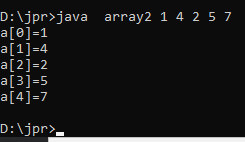 D:\jpr>java  array2 1 4 2 5 7
a[0]=1
a[1]=4
a[2]=2
a[3]=5
a[4]=7
D:\jpr>